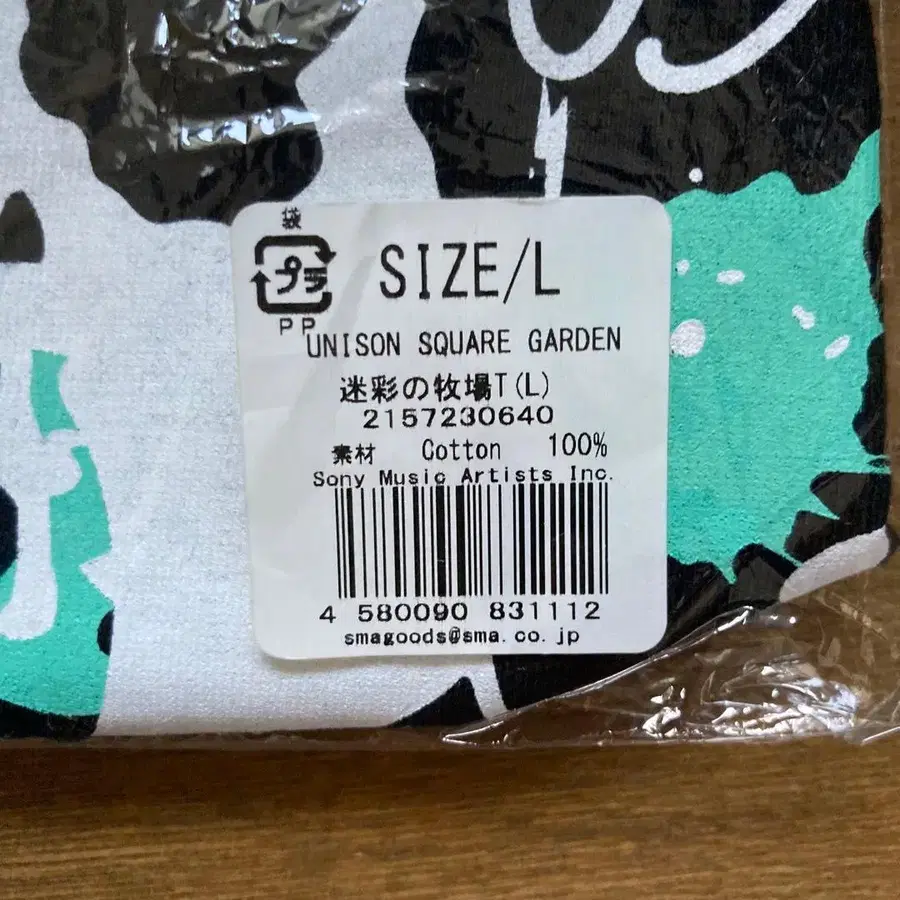 袋
プラ
PP
SIZE/L
UNISON SQUARE GARDEN
迷彩の牧場T(L)
2157230640
素材 Cotton 100%
Sony Music Artists Inc.
4 580090 831112
smagoods@sma.co.jp